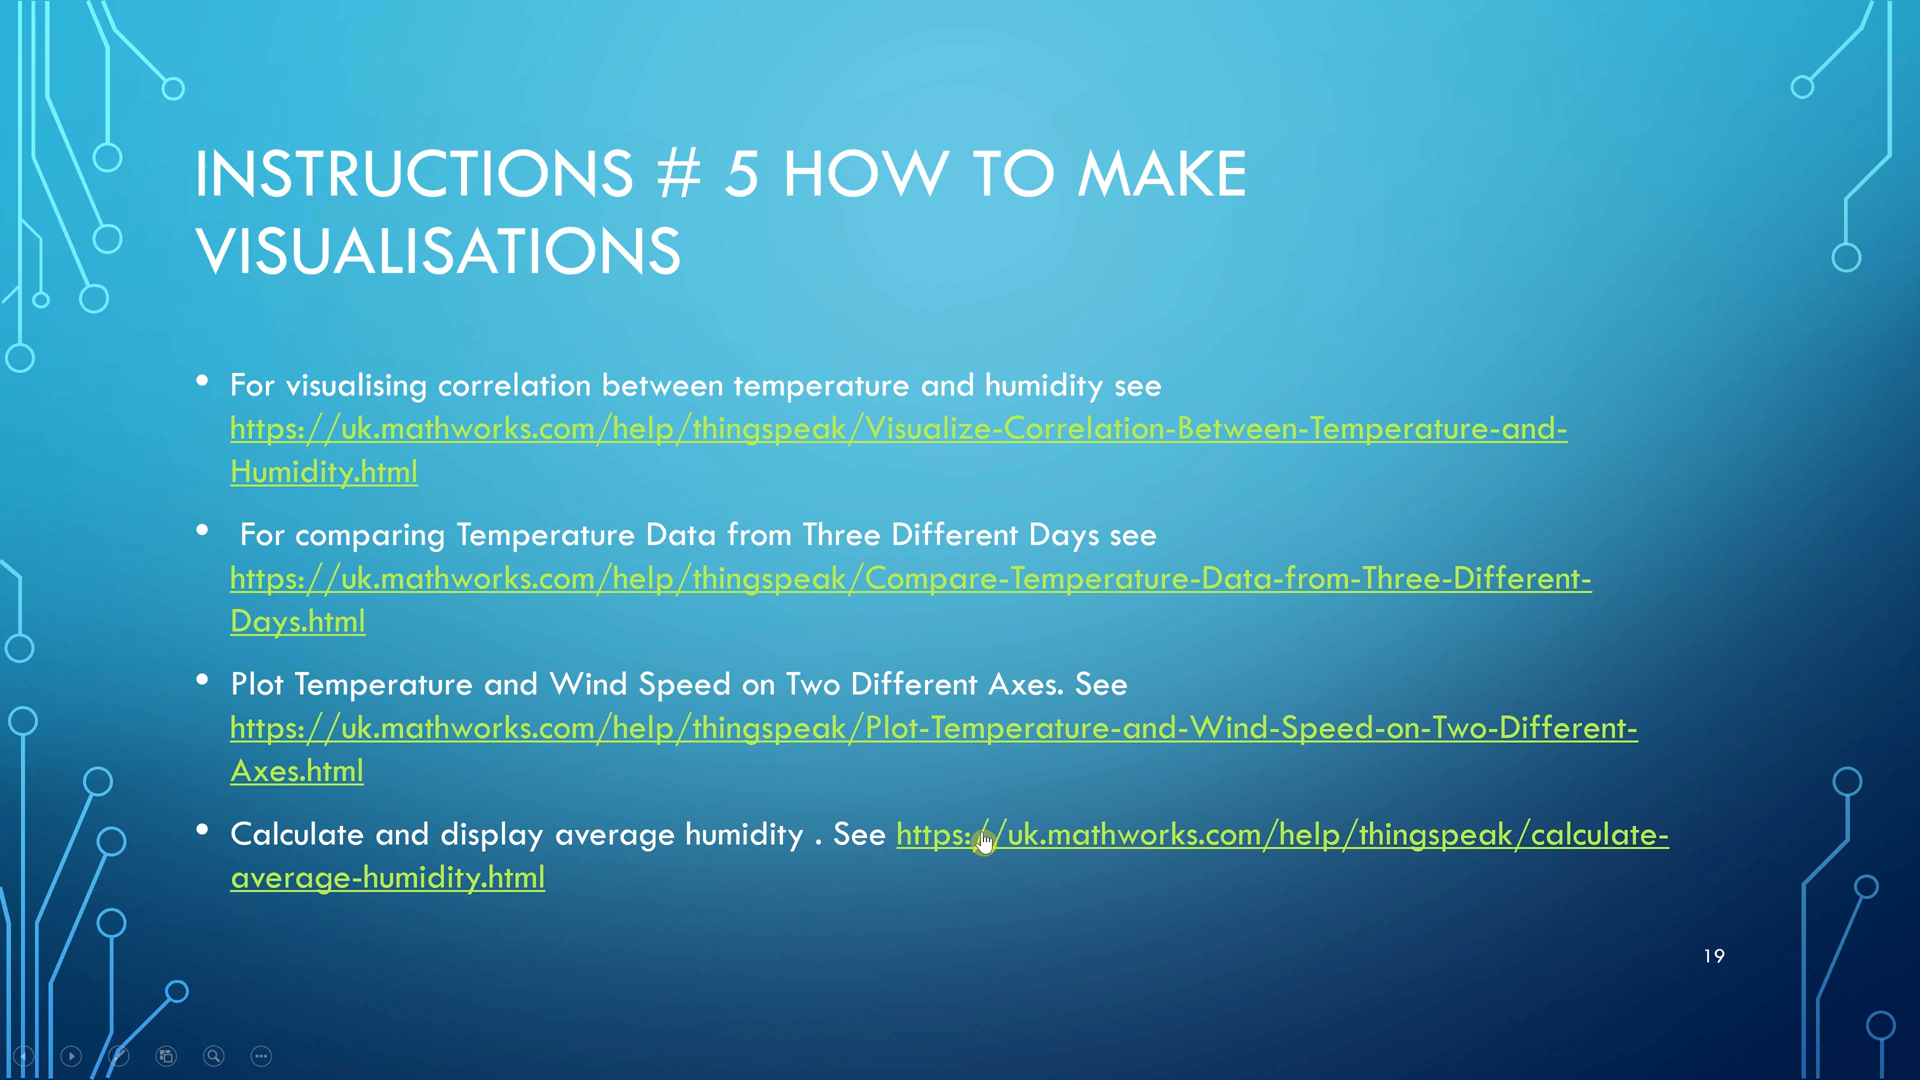 INSTRUCTIONS # 5 HOW TO MAKE
VISUALISATIONS
• For visualising correlation between temperature and humidity see
https://uk.mathworks.com/help/thingspeak/Visualize-Correlation-Between-Temperature-and-
Humidity.html
• For comparing Temperature Data from Three Different Days see
https://uk.mathworks.com/help/thingspeak/Compare-Temperature-Data-from-Three-Different-
Days.html
• Plot Temperature and Wind Speed on Two Different Axes. See
https://uk.mathworks.com/help/thingspeak/Plot-Temperature-and-Wind-Speed-on-Two-Different-
Axes.html
• Calculate and display average humidity . See https://uk.mathworks.com/help/thingspeak/calculate-
average-humidity.html
19